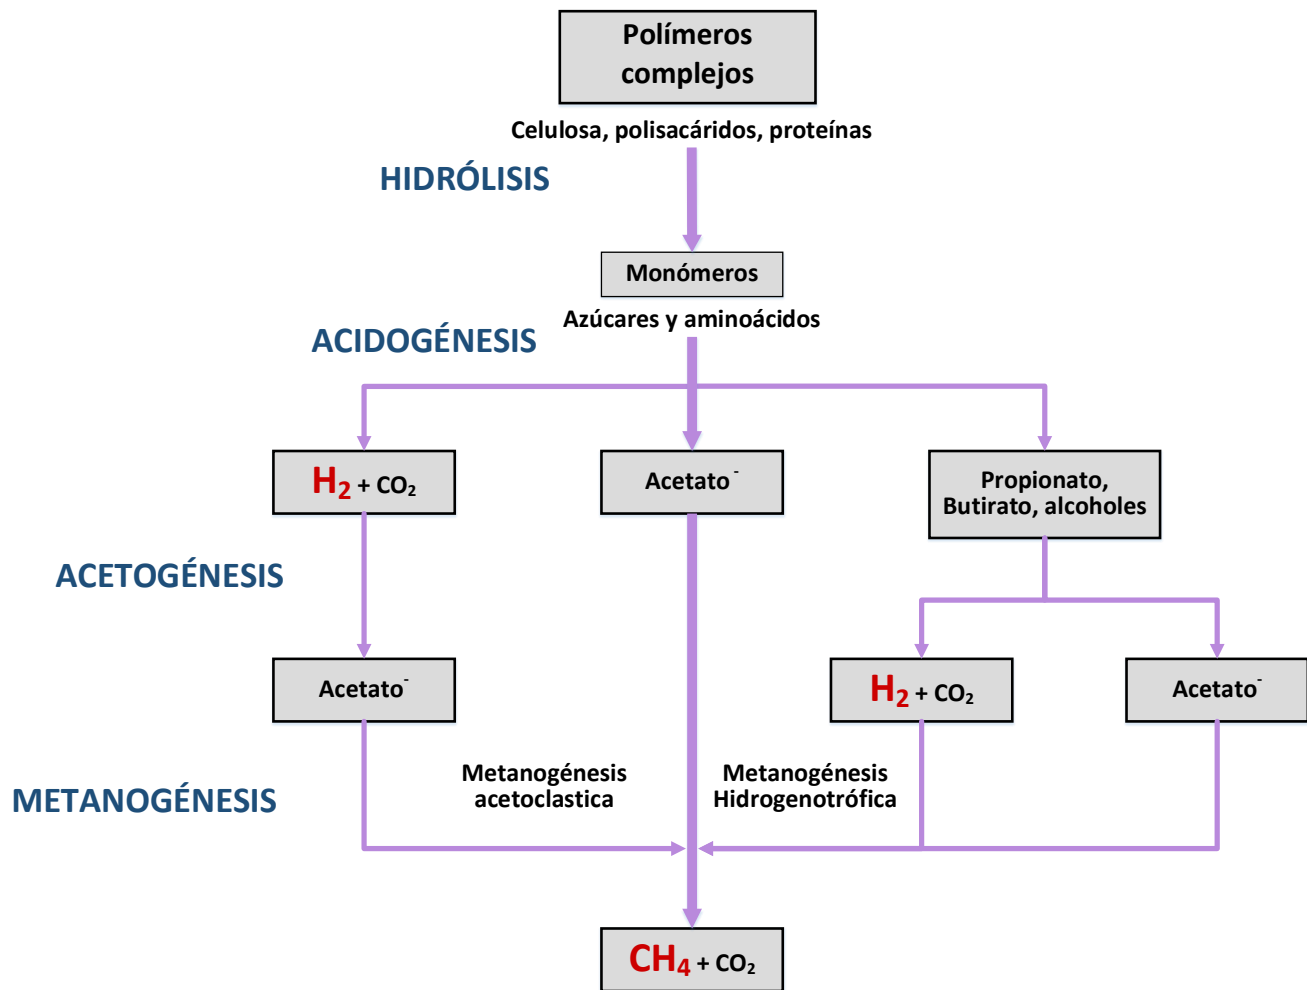 Polímeros
complejos
Celulosa, polisacáridos, proteínas
HIDRÓLISIS
Monómeros
Azúcares y aminoácidos
ACIDOGÉNESIS
H₂ + CO₂
Acetato⁻
Propionato,
Butirato, alcoholes
ACETOGÉNESIS
Acetato⁻
H₂ + CO₂
Acetato⁻
Metanogénesis
acetoclastica
Metanogénesis
Hidrogenotrófica
METANOGÉNESIS
CH₄ + CO₂